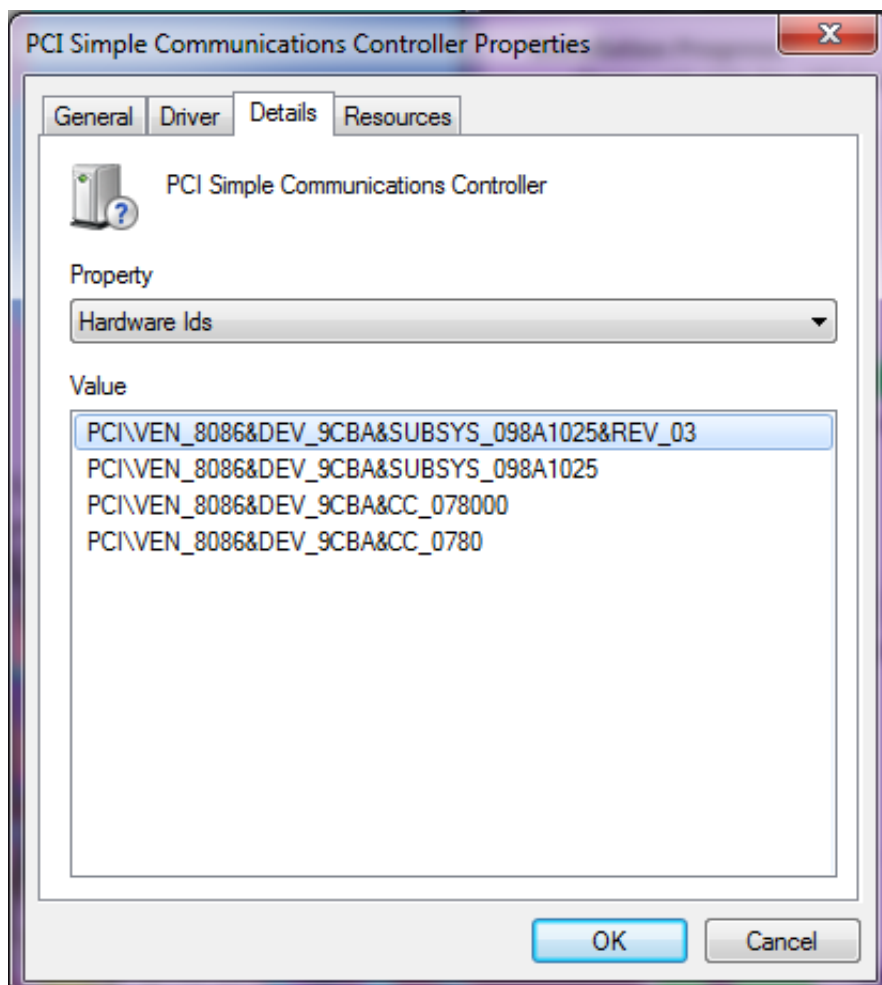 PCI Simple Communications Controller Properties
General Driver Details Resources
PCI Simple Communications Controller
Property
Hardware Ids
Value
PCI\VEN_8086&DEV_9CBA&SUBSYS_098A1025&REV_03
PCI\VEN_8086&DEV_9CBA&SUBSYS_098A1025
PCI\VEN_8086&DEV_9CBA&CC_078000
PCI\VEN_8086&DEV_9CBA&CC_0780
OK Cancel